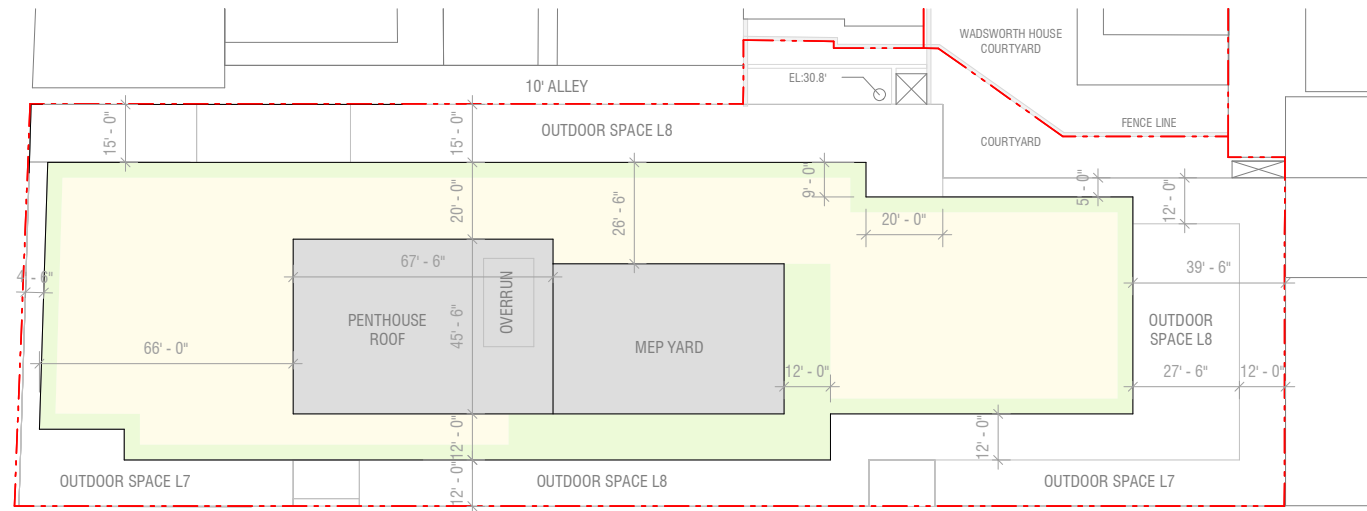 WADSWORTH HOUSE
COURTYARD
EL:30.8'
10' ALLEY
15' - 0"
15' - 0"
OUTDOOR SPACE L8
FENCE LINE
COURTYARD
9' - 0"
5' - 0"
12' - 0"
20' - 0"
26' - 6"
20' - 0"
67' - 6"
4' - 6"
39' - 6"
OVERRUN
PENTHOUSE
ROOF
45' - 6"
MEP YARD
OUTDOOR
SPACE L8
66' - 0"
12' - 0"
27' - 6"
12' - 0"
12' - 0"
12' - 0"
OUTDOOR SPACE L7
12' - 0"
OUTDOOR SPACE L8
OUTDOOR SPACE L7